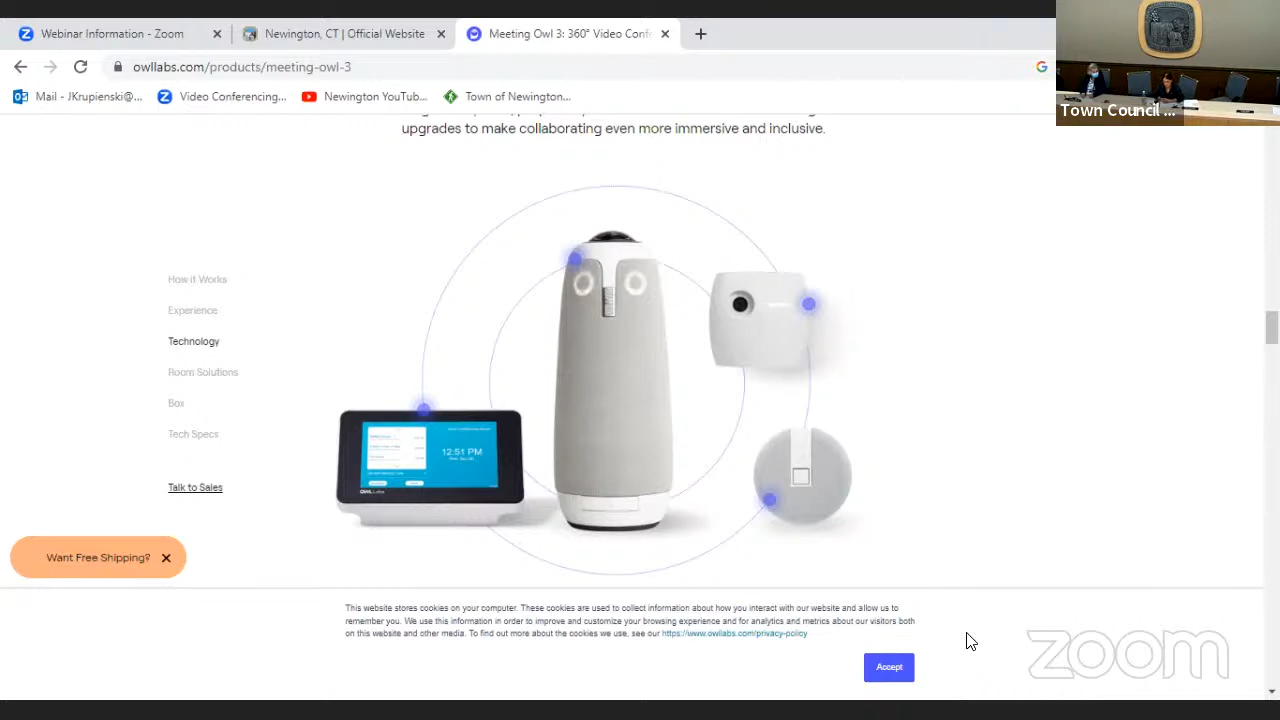 Webinar Information - Zoom
Newington, CT | Official Website
Meeting Owl 3: 360° Video Conf
owllabs.com/products/meeting-owl-3
Mail - JKrupienski@...
Video Conferencing...
Newington YouTub...
Town of Newington...
Town Council ...
upgrades to make collaborating even more immersive and inclusive.
How it Works
Experience
Technology
Room Solutions
Box
Tech Specs
Talk to Sales
12:51 PM
OWL Labs
Want Free Shipping?
This website stores cookies on your computer. These cookies are used to collect information about how you interact with our website and allow us to
remember you. We use this information in order to improve and customize your browsing experience and for analytics and metrics about our visitors both
on this website and other media. To find out more about the cookies we use, see our https://www.owllabs.com/privacy-policy
Accept
zoom